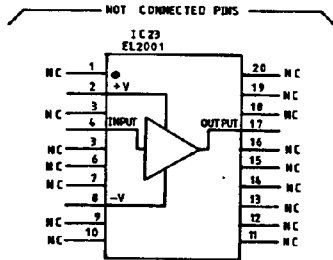 NOT CONNECTED PINS
IC23
EL2001
NC 1 20 NC
2 +V 19 NC
NC 3 18 NC
4 INPUT OUTPUT 17
NC 5 16 NC
NC 6 15 NC
NC 7 14 NC
8 -V 13 NC
NC 9 12 NC
NC 10 11 NC